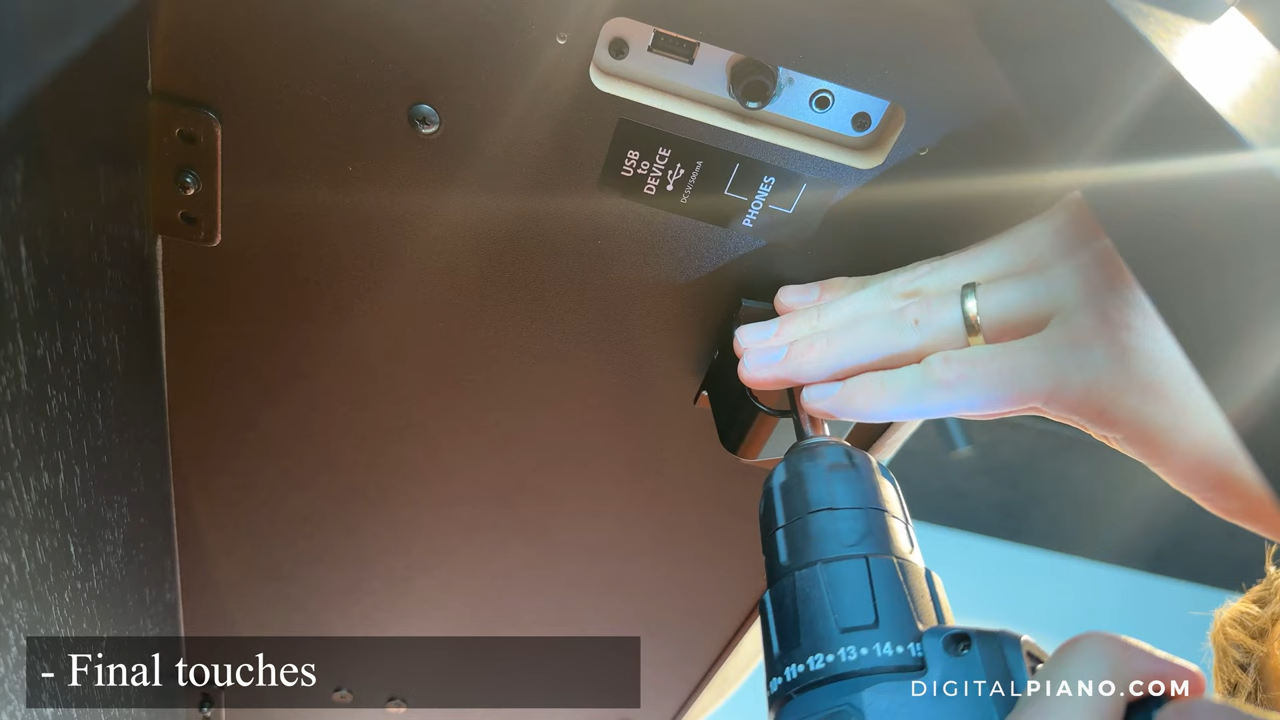 USB
to
DEVICE
DC5V/500mA
PHONES
11•12•13•14•15
- Final touches
DIGITALPIANO.COM